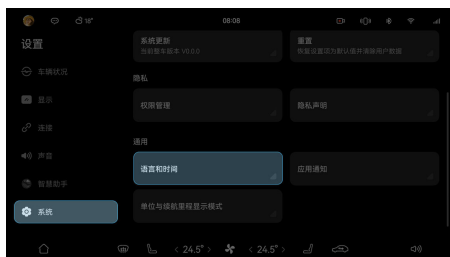 18°
08:08
设置
系统更新
当前整车版本 V0.0.0
重置
恢复设置项为默认值并清除用户数据
车辆状况
隐私
显示
权限管理
隐私声明
连接
通用
声音
语言和时间
应用通知
智慧助手
系统
单位与续航里程显示模式
< 24.5° >
< 24.5° >